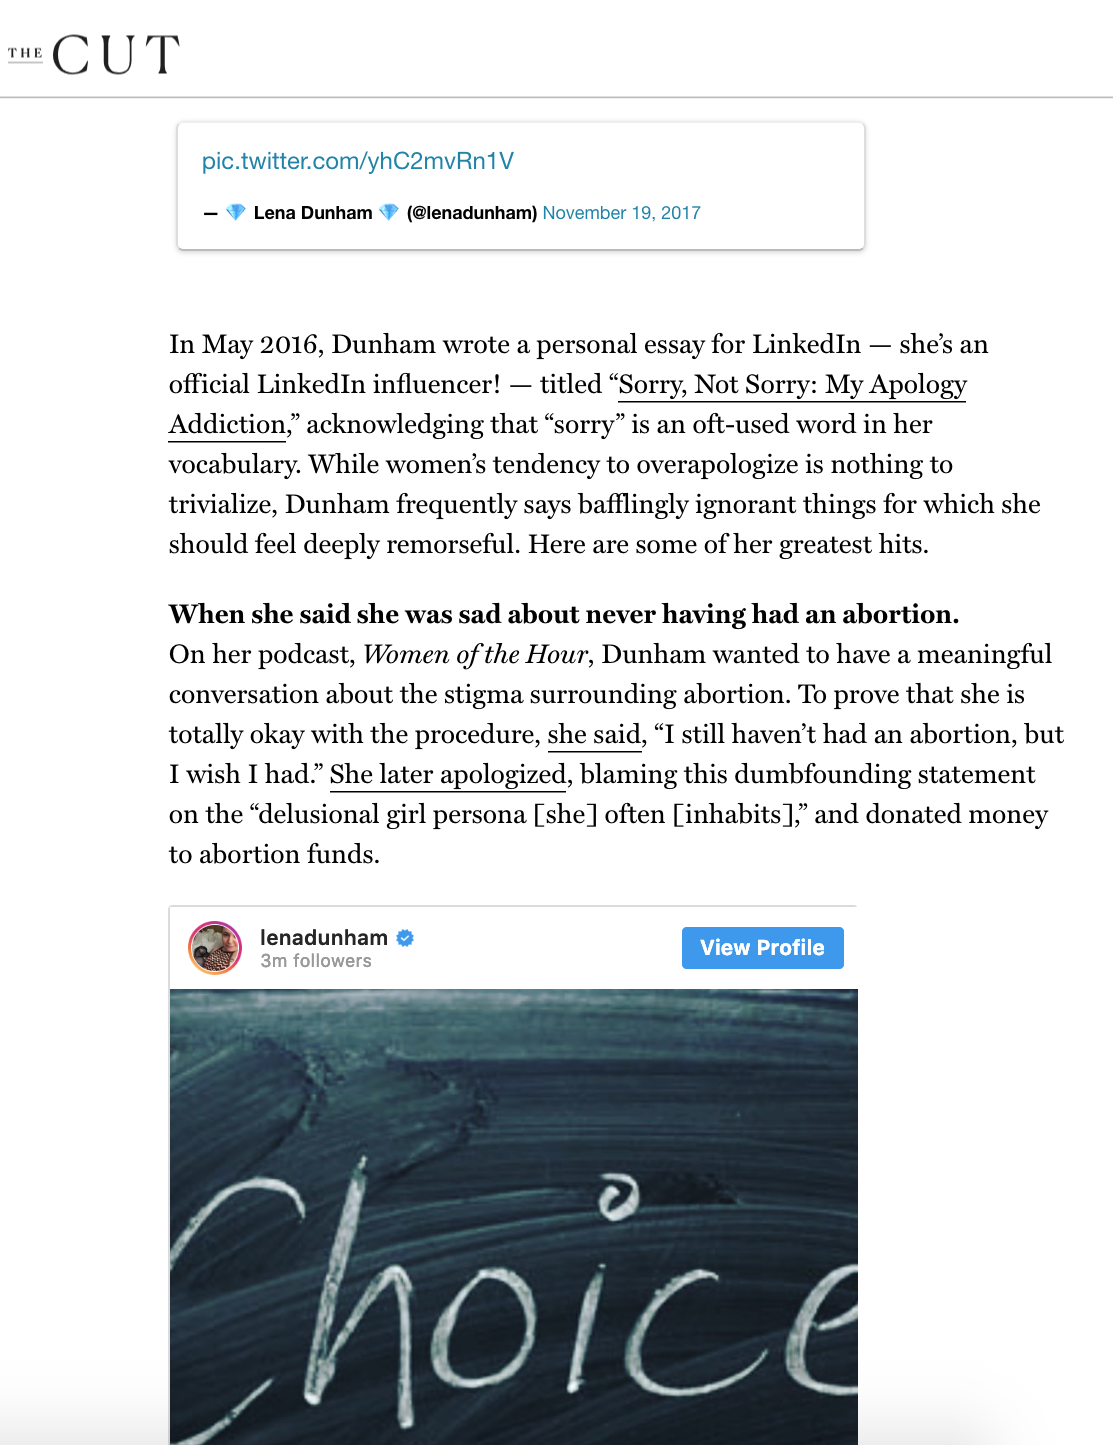 THE CUT
pic.twitter.com/yhC2mvRn1V
— 💎 Lena Dunham 💎 (@lenadunham) November 19, 2017
In May 2016, Dunham wrote a personal essay for LinkedIn — she’s an
official LinkedIn influencer! — titled “Sorry, Not Sorry: My Apology
Addiction,” acknowledging that “sorry” is an oft-used word in her
vocabulary. While women’s tendency to overapologize is nothing to
trivialize, Dunham frequently says bafflingly ignorant things for which she
should feel deeply remorseful. Here are some of her greatest hits.
When she said she was sad about never having had an abortion.
On her podcast, Women of the Hour, Dunham wanted to have a meaningful
conversation about the stigma surrounding abortion. To prove that she is
totally okay with the procedure, she said, “I still haven’t had an abortion, but
I wish I had.” She later apologized, blaming this dumbfounding statement
on the “delusional girl persona [she] often [inhabits],” and donated money
to abortion funds.
lenadunham
3m followers
View Profile
Choice